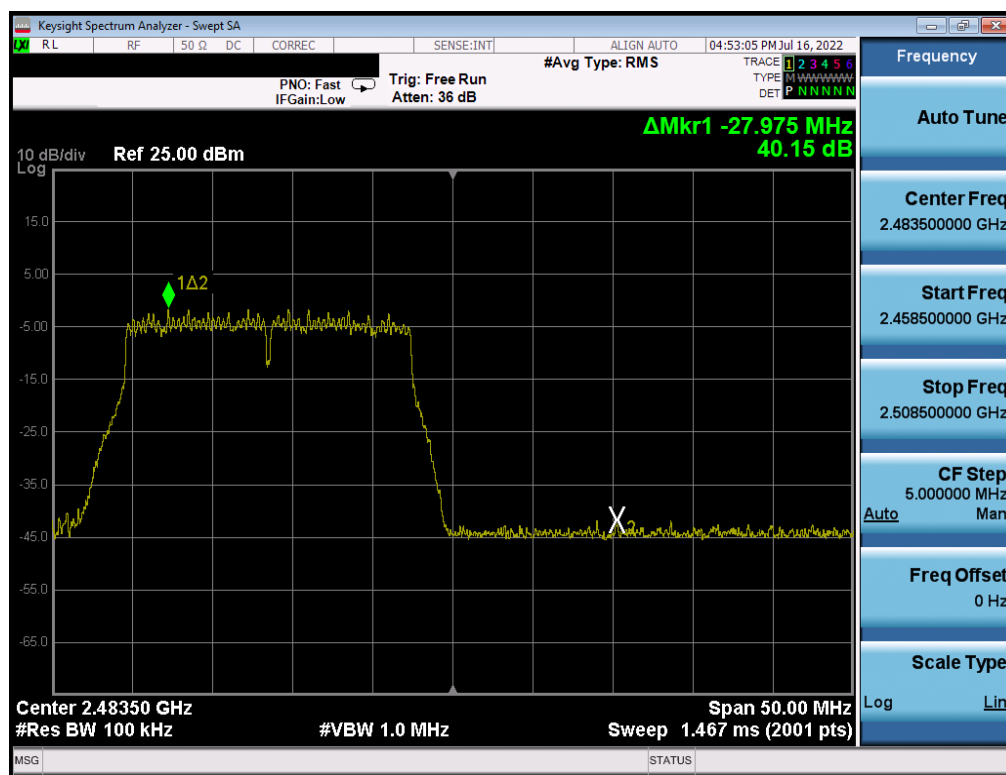 Keysight Spectrum Analyzer - Swept SA
LXI RL RF 50 Ω DC CORREC SENSE:INT ALIGN AUTO 04:53:05 PM Jul 16, 2022
#Avg Type: RMS
TRACE 1 2 3 4 5 6
TYPE M WWWWW
DET P N N N N N
PNO: Fast
IFGain:Low
Trig: Free Run
Atten: 36 dB
ΔMkr1 -27.975 MHz
40.15 dB
10 dB/div
Log
Ref 25.00 dBm
15.0
5.00
-5.00
-15.0
-25.0
-35.0
-45.0
-55.0
-65.0
1Δ2
X2
Center 2.48350 GHz
Span 50.00 MHz
#Res BW 100 kHz
#VBW 1.0 MHz
Sweep 1.467 ms (2001 pts)
MSG
STATUS
Frequency
Auto Tune
Center Freq
2.483500000 GHz
Start Freq
2.458500000 GHz
Stop Freq
2.508500000 GHz
CF Step
5.000000 MHz
Auto Man
Freq Offset
0 Hz
Scale Type
Log Lin